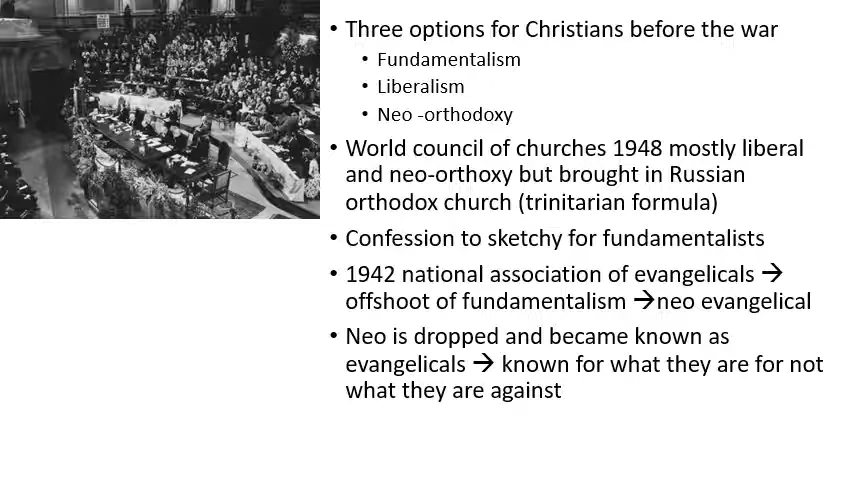 • Three options for Christians before the war
• Fundamentalism
• Liberalism
• Neo -orthodoxy
• World council of churches 1948 mostly liberal
and neo-orthoxy but brought in Russian
orthodox church (trinitarian formula)
• Confession to sketchy for fundamentalists
• 1942 national association of evangelicals →
offshoot of fundamentalism →neo evangelical
• Neo is dropped and became known as
evangelicals → known for what they are for not
what they are against